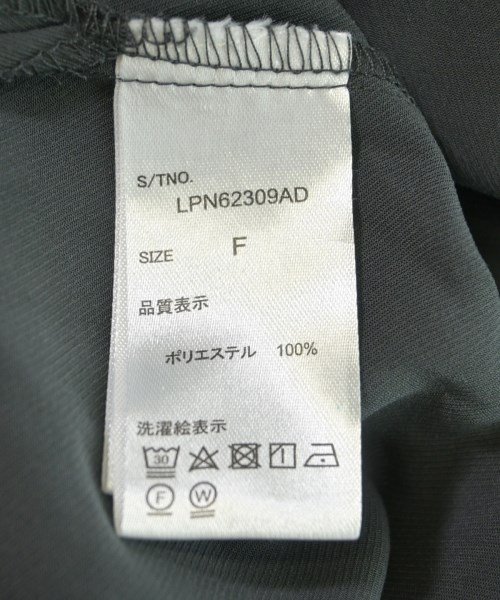 S/TNO.
LPN62309AD
SIZE F
品質表示
ポリエステル 100%
洗濯絵表示
30
F W